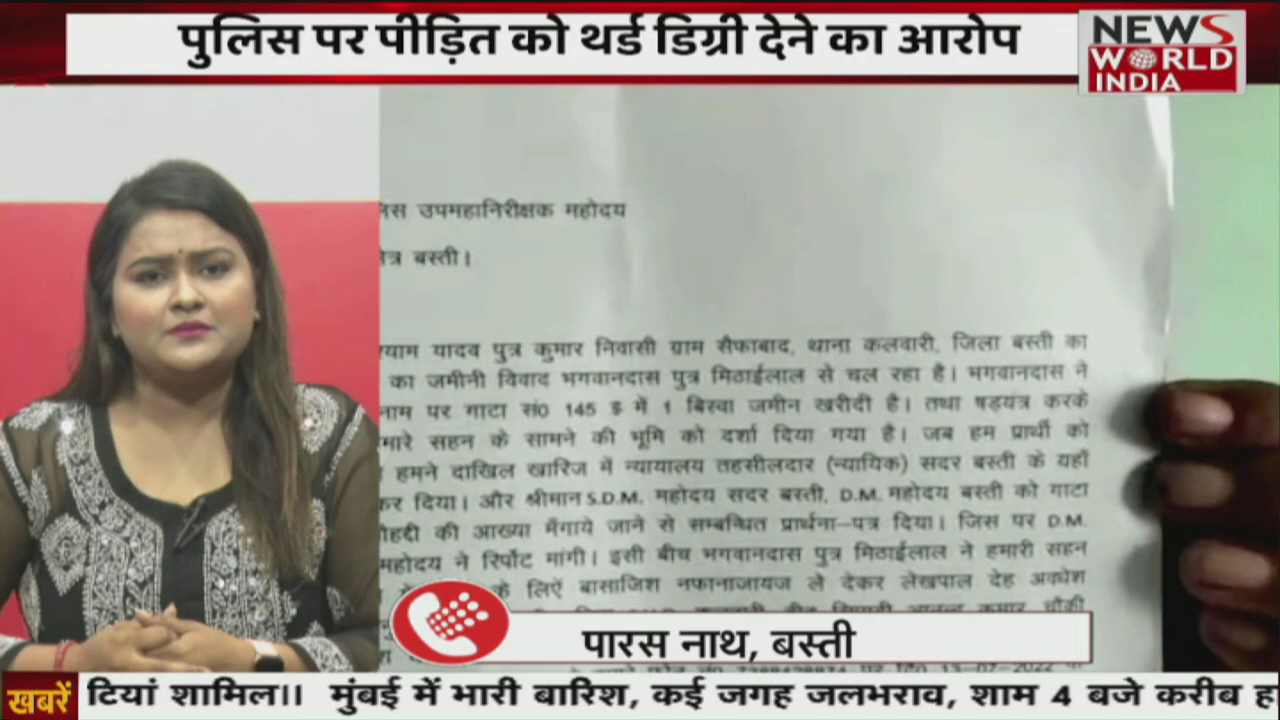 पुलिस पर पीड़ित को थर्ड डिग्री देने का आरोप
NEWS
WORLD
INDIA
उपमहानिरीक्षक महोदय
बस्ती।
यादव पुत्र कुमार निवासी ग्राम सैफाबाद, थाना कलवारी, जिला बस्ती का
का जमीनी विवाद भगवानदास पुत्र मिठाईलाल से चल रहा है। भगवानदास ने
नाम पर गाटा सं0 145 ड में 1 बिस्वा जमीन खरीदी है। तथा षड़यंत्र करके
सहन के सामने की भूमि को दर्शा दिया गया है। जब हम प्रार्थी को
हमने दाखिल खारिज में न्यायालय तहसीलदार (न्यायिक) सदर बस्ती के यहाँ
कर दिया। और श्रीमान S.D.M. महोदय सदर बस्ती, D.M. महोदय बस्ती को गाटा
की आख्या मँगाये जाने से सम्बन्धित प्रार्थना-पत्र दिया। जिस पर D.M.
महोदय ने रिर्पोट मांगी। इसी बीच भगवानदास पुत्र मिठाईलाल ने हमारी सहन
के लिऐं बासाजिश नफानाजायज ले देकर लेखपाल देह अवधेश
पारस नाथ, बस्ती
खबरें
टियां शामिल।। मुंबई में भारी बारिश, कई जगह जलभराव, शाम 4 बजे करीब ह